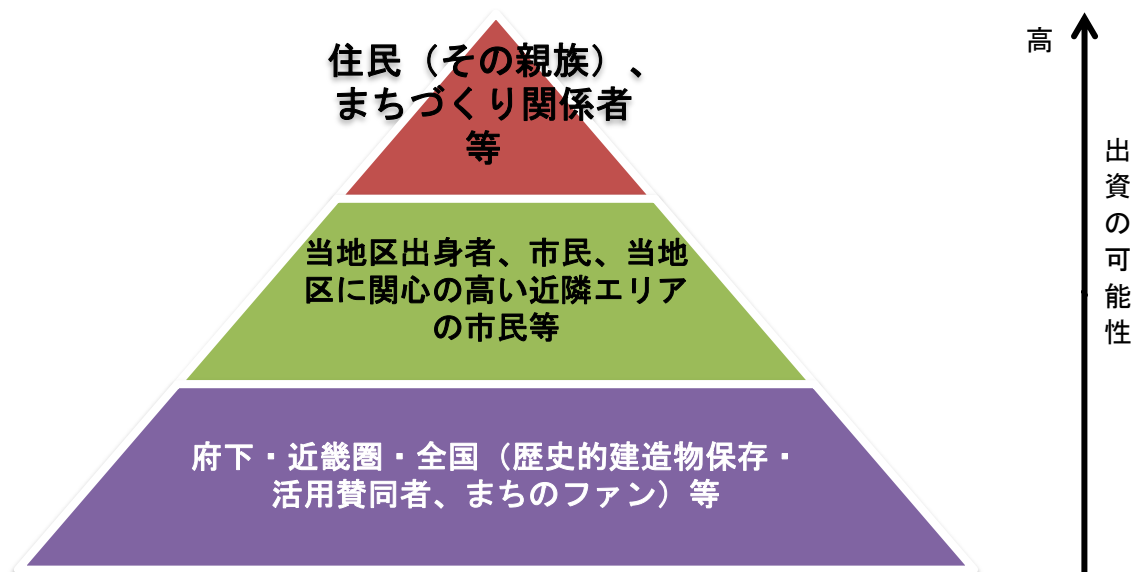 住民（その親族）、
まちづくり関係者
等
当地区出身者、市民、当地
区に関心の高い近隣エリア
の市民等
府下・近畿圏・全国（歴史的建造物保存・
活用賛同者、まちのファン）等
高
出資の可能性